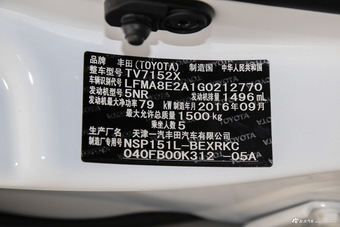 品牌 丰田(TOYOTA) 制造国 中华人民共和国
整车型号 TV7152X
车辆识别代号 LFMA8E2A1G0212770
发动机型号 5NR 发动机排量 1496mL
发动机最大净功率 79 kW 制造年月 2016年09月
最大允许总质量 1500kg
乘坐人数 5
生产厂名 天津一汽丰田汽车有限公司
制造厂专用号 NSP151L-BEXRKC
040FB00K312 -05A